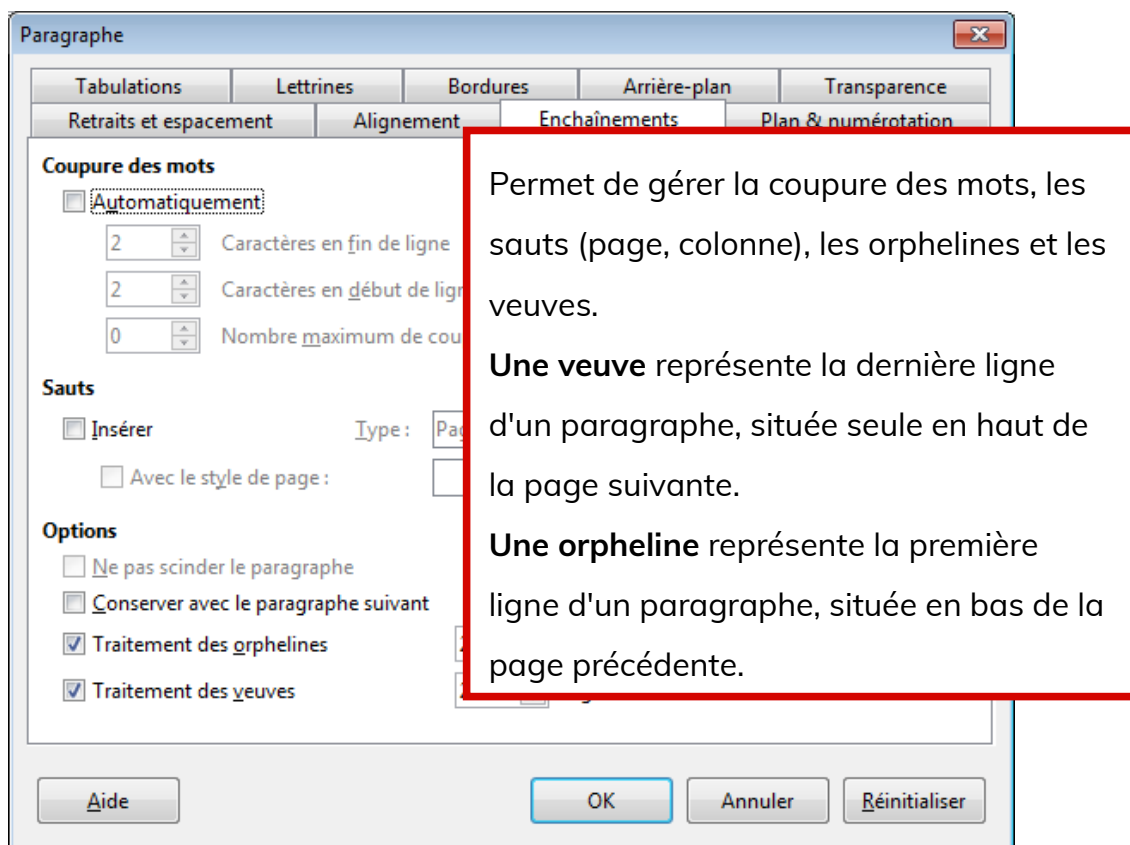 Paragraphe
Tabulations Lettrines Bordures Arrière-plan Transparence
Retraits et espacement Alignement Enchaînements Plan & numérotation
Coupure des mots
Automatiquement
2 Caractères en fin de ligne
2 Caractères en début de
0 Nombre maximum de
Sauts
Insérer Type :
Avec le style de page :
Options
Ne pas scinder le paragraphe
Conserver avec le paragraphe suivant
Traitement des orphelines
Traitement des veuves
Permet de gérer la coupure des mots, les
sauts (page, colonne), les orphelines et les
veuves.
Une veuve représente la dernière ligne
d'un paragraphe, située seule en haut de
la page suivante.
Une orpheline représente la première
ligne d'un paragraphe, située en bas de la
page précédente.
Aide OK Annuler Réinitialiser